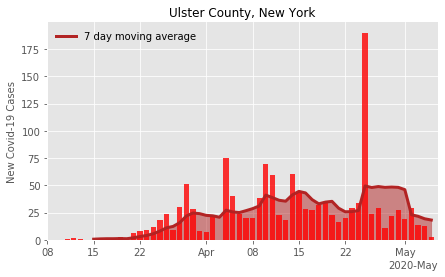 Ulster County, New York
7 day moving average
New Covid-19 Cases
175
150
125
100
75
50
25
0
08
15
22
Apr
08
15
22
May
2020-May